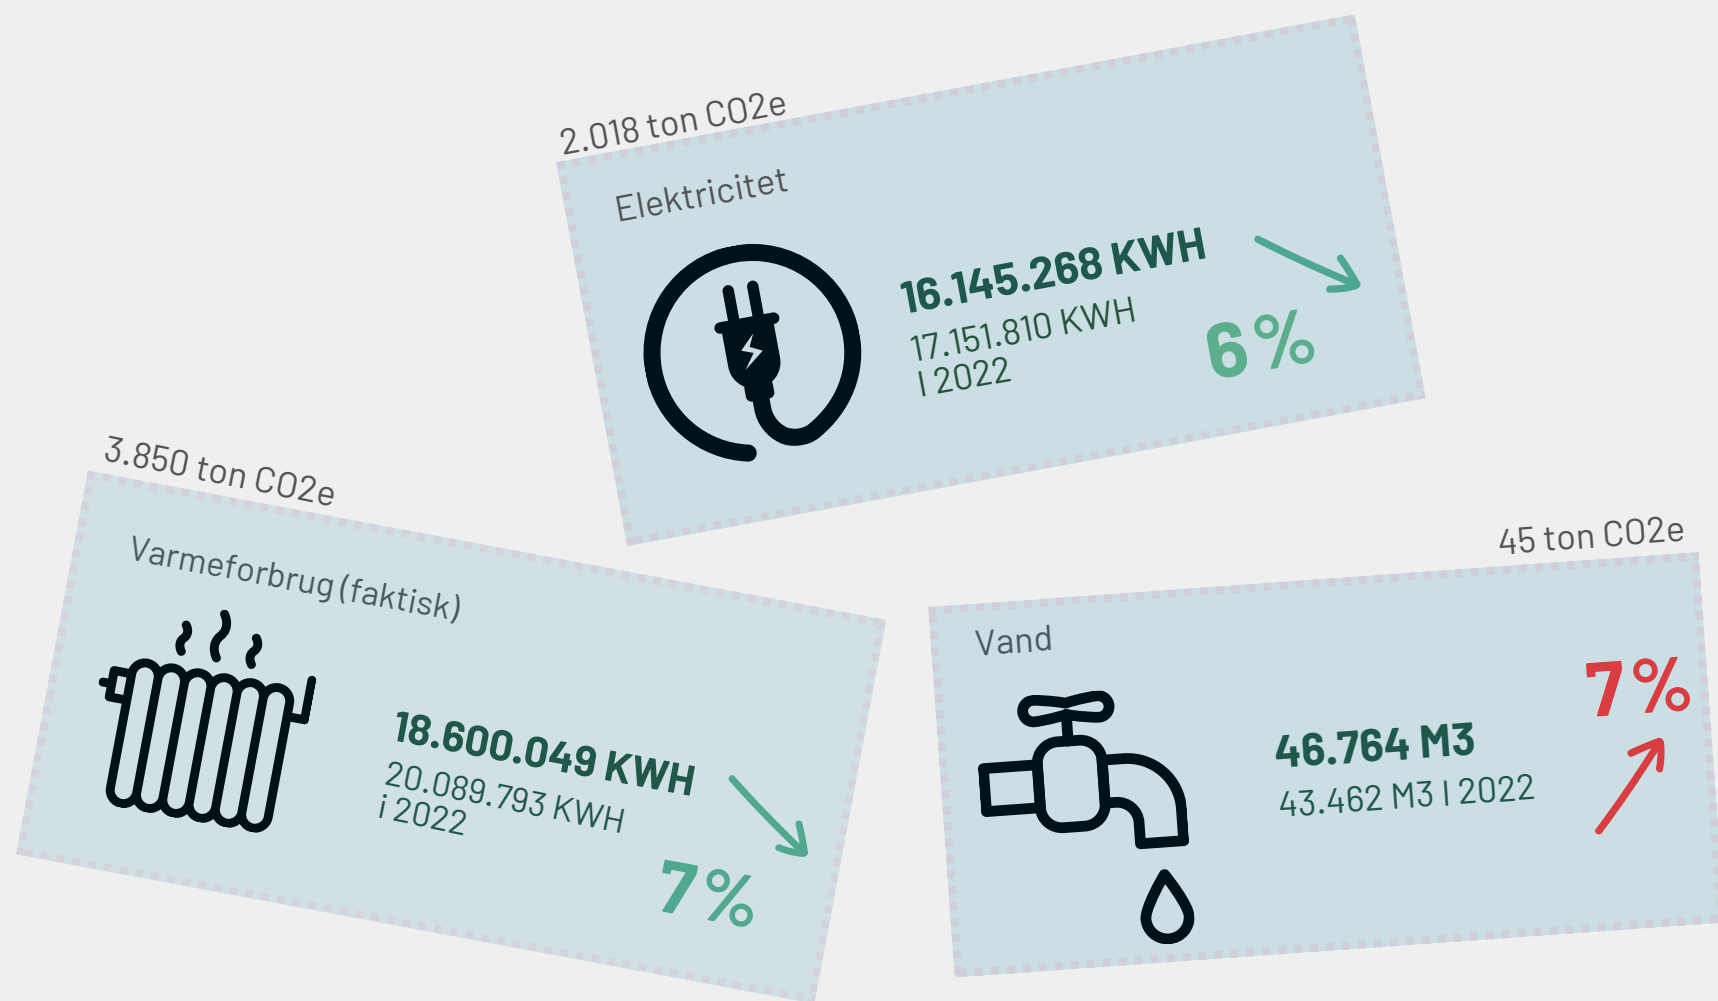 2.018 ton CO2e
Elektricitet
16.145.268 KWH
17.151.810 KWH
I 2022
6%
3.850 ton CO2e
Varmeforbrug (faktisk)
18.600.049 KWH
20.089.793 KWH
i 2022
7%
45 ton CO2e
Vand
7%
46.764 M3
43.462 M3 I 2022